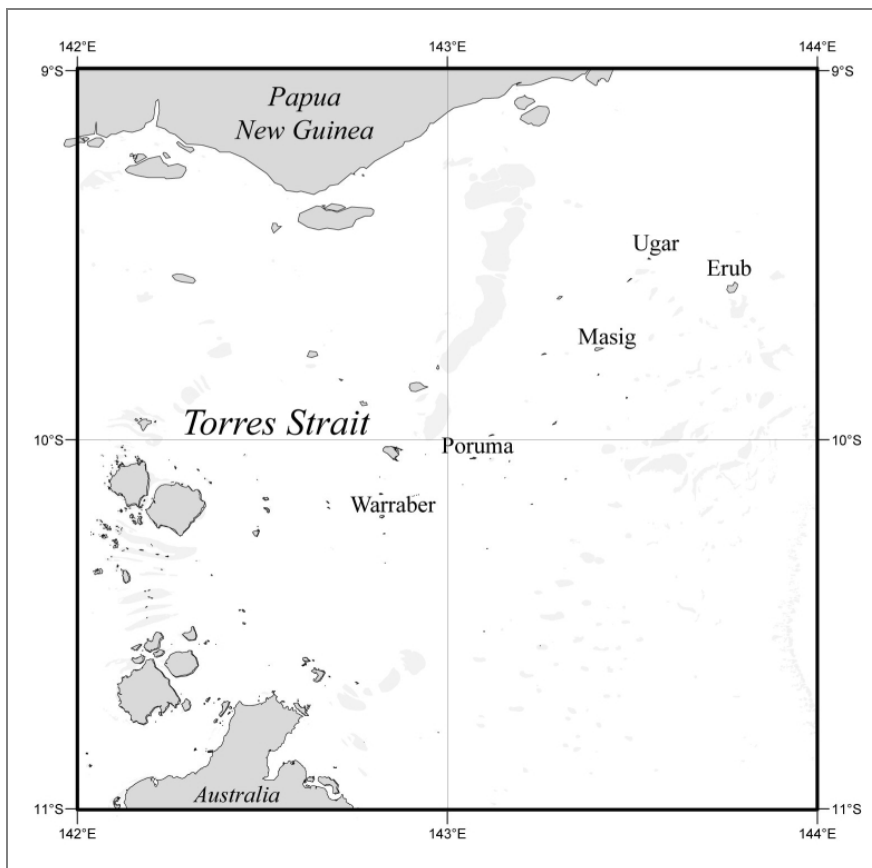 142°E 143°E 144°E
9°S 9°S
Papua
New Guinea
Ugar
Erub
Masig
Torres Strait
10°S 10°S
Poruma
Warraber
Australia
11°S 11°S
142°E 143°E 144°E